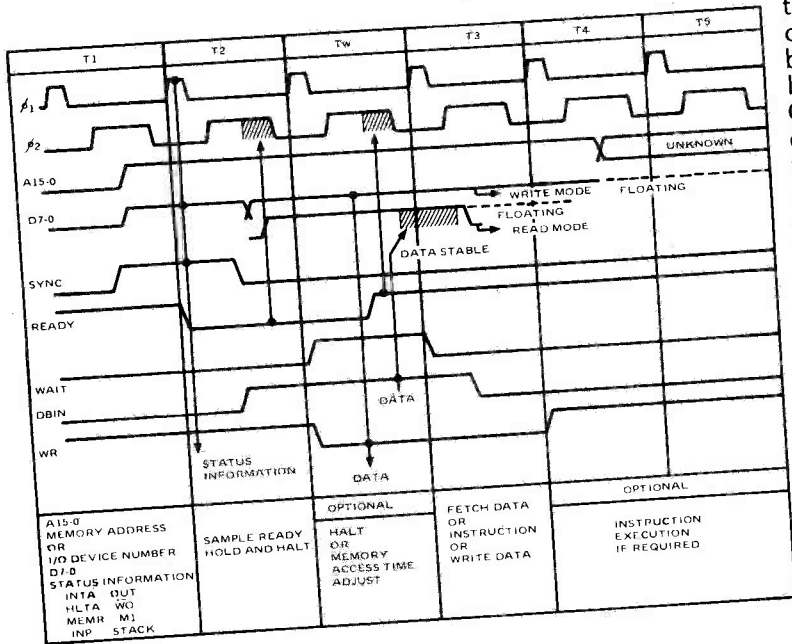 T1 T2 Tw T3 T4 T5
ϕ1
ϕ2
UNKNOWN
A15-0
WRITE MODE FLOATING
D7-0
FLOATING
READ MODE
DATA STABLE
SYNC
READY
WAIT
DBIN
DATA
WR
STATUS
INFORMATION
DATA
A15-0
MEMORY ADDRESS
OR
I/O DEVICE NUMBER
D7-0
STATUS INFORMATION
INTA OUT
HLTA WO
MEMR M1
INP STACK
SAMPLE READY
HOLD AND HALT
OPTIONAL
HALT
OR
MEMORY
ACCESS TIME
ADJUST
FETCH DATA
OR
INSTRUCTION
OR
WRITE DATA
OPTIONAL
INSTRUCTION
EXECUTION
IF REQUIRED